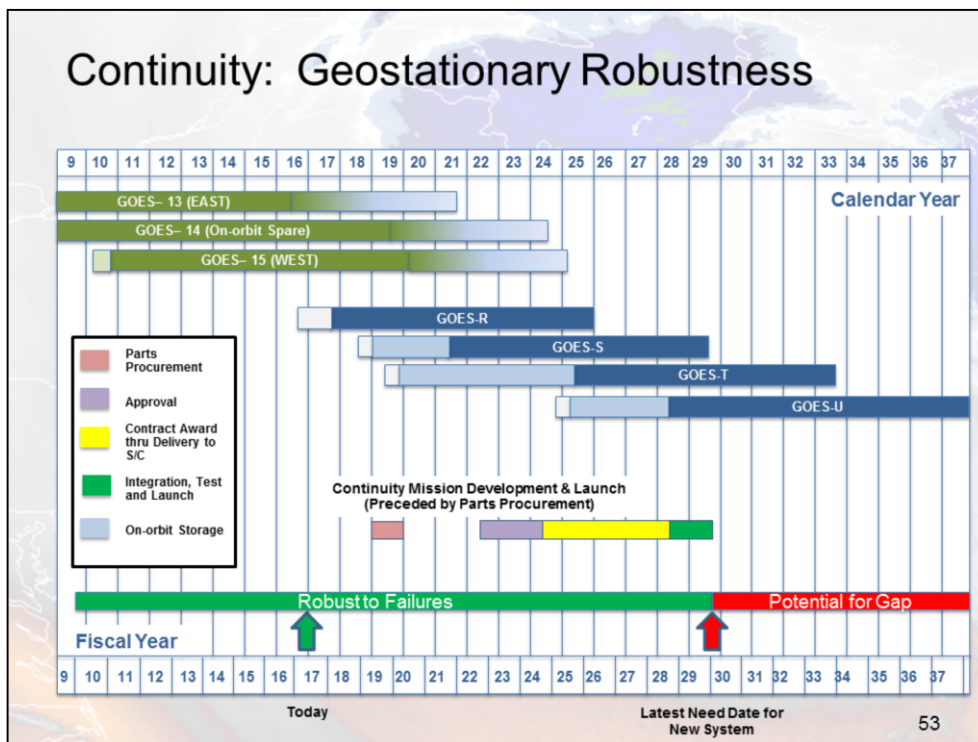 Continuity: Geostationary Robustness
9 10 11 12 13 14 15 16 17 18 19 20 21 22 23 24 25 26 28 29 30 31 32 33 34 35 36 37
GOES– 13 (EAST)
Calendar Year
GOES– 14 (On-orbit Spare)
GOES– 15 (WEST)
GOES-R
GOES-S
GOES-T
GOES-U
Parts
Procurement
Approval
Contract Award
thru Delivery to
S/C
Integration, Test
and Launch
On-orbit Storage
Continuity Mission Development & Launch
(Preceded by Parts Procurement)
Robust to Failures
Potential for Gap
Fiscal Year
9 10 11 12 13 14 15 16 17 18 19 20 21 22 23 24 25 26 28 29 30 31 32 33 34 35 36 37
Today
Latest Need Date for
New System
53